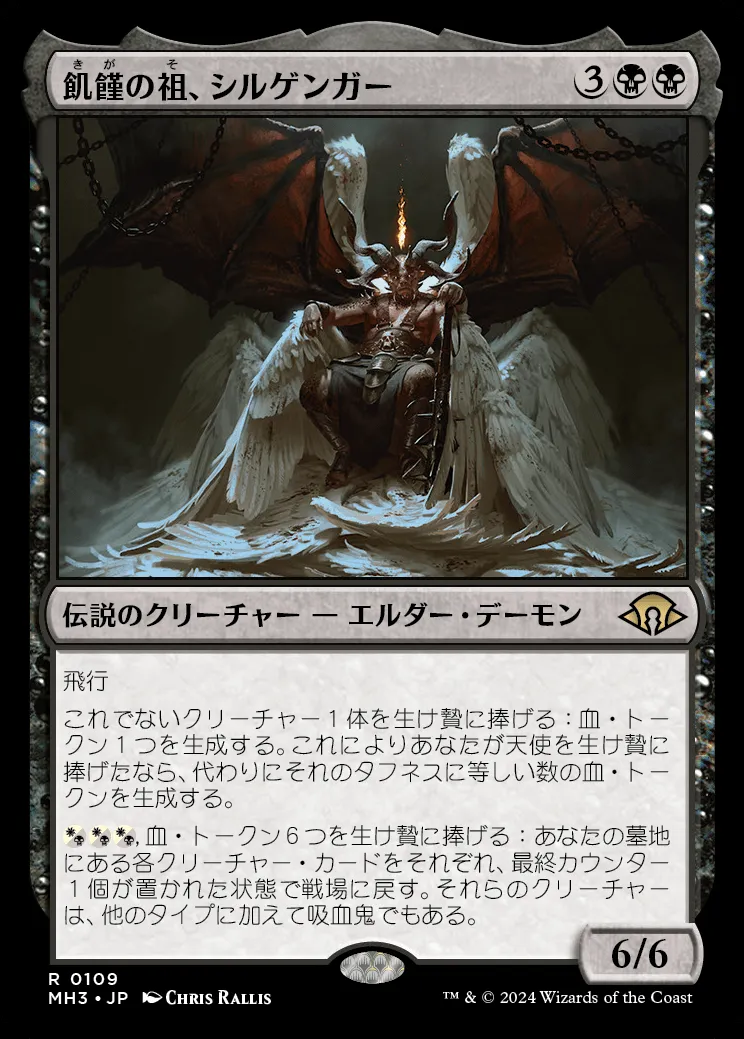 飢饉の祖、シルゲンガー 3
きがそ
伝説のクリーチャー — エルダー・デーモン
飛行
これでないクリーチャー1体を生け贄に捧げる:血・トー
クン1つを生成する。これによりあなたが天使を生け贄に
捧げたなら、代わりにそれのタフネスに等しい数の血・トー
クンを生成する。
, 血・トークン6つを生け贄に捧げる:あなたの墓地
にある各クリーチャー・カードをそれぞれ、最終カウンター
1個が置かれた状態で戦場に戻す。それらのクリーチャー
は、他のタイプに加えて吸血鬼でもある。
6/6
R 0109
MH3 • JP Chris Rallis
™ & © 2024 Wizards of the Coast